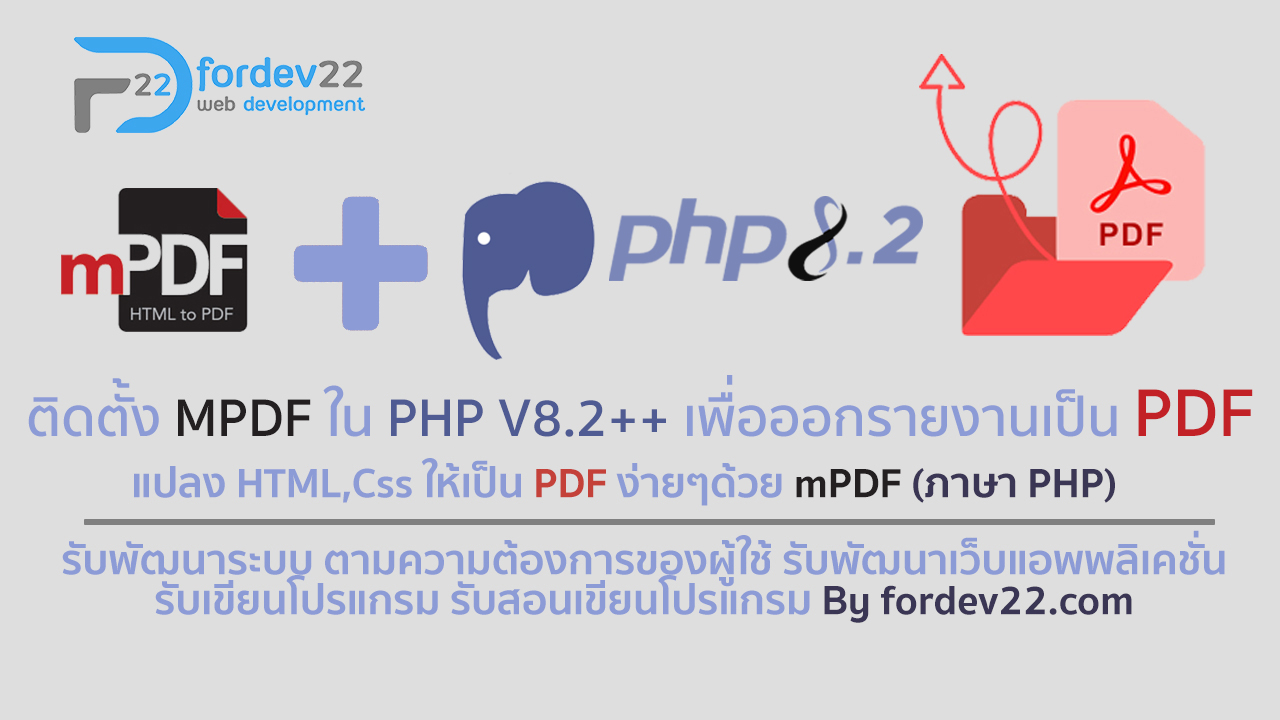 22
fordev22
web development
mPDF
HTML to PDF
php8.2
PDF
ติดตั้ง MPDF ใน PHP V8.2++ เพื่อออกรายงานเป็น PDF
แปลง HTML,Css ให้เป็น PDF ง่ายๆด้วย mPDF (ภาษา PHP)
รับพัฒนาระบบ ตามความต้องการของผู้ใช้ รับพัฒนาเว็บแอพพลิเคชั่น
รับเขียนโปรแกรม รับสอนเขียนโปรแกรม By fordev22.com